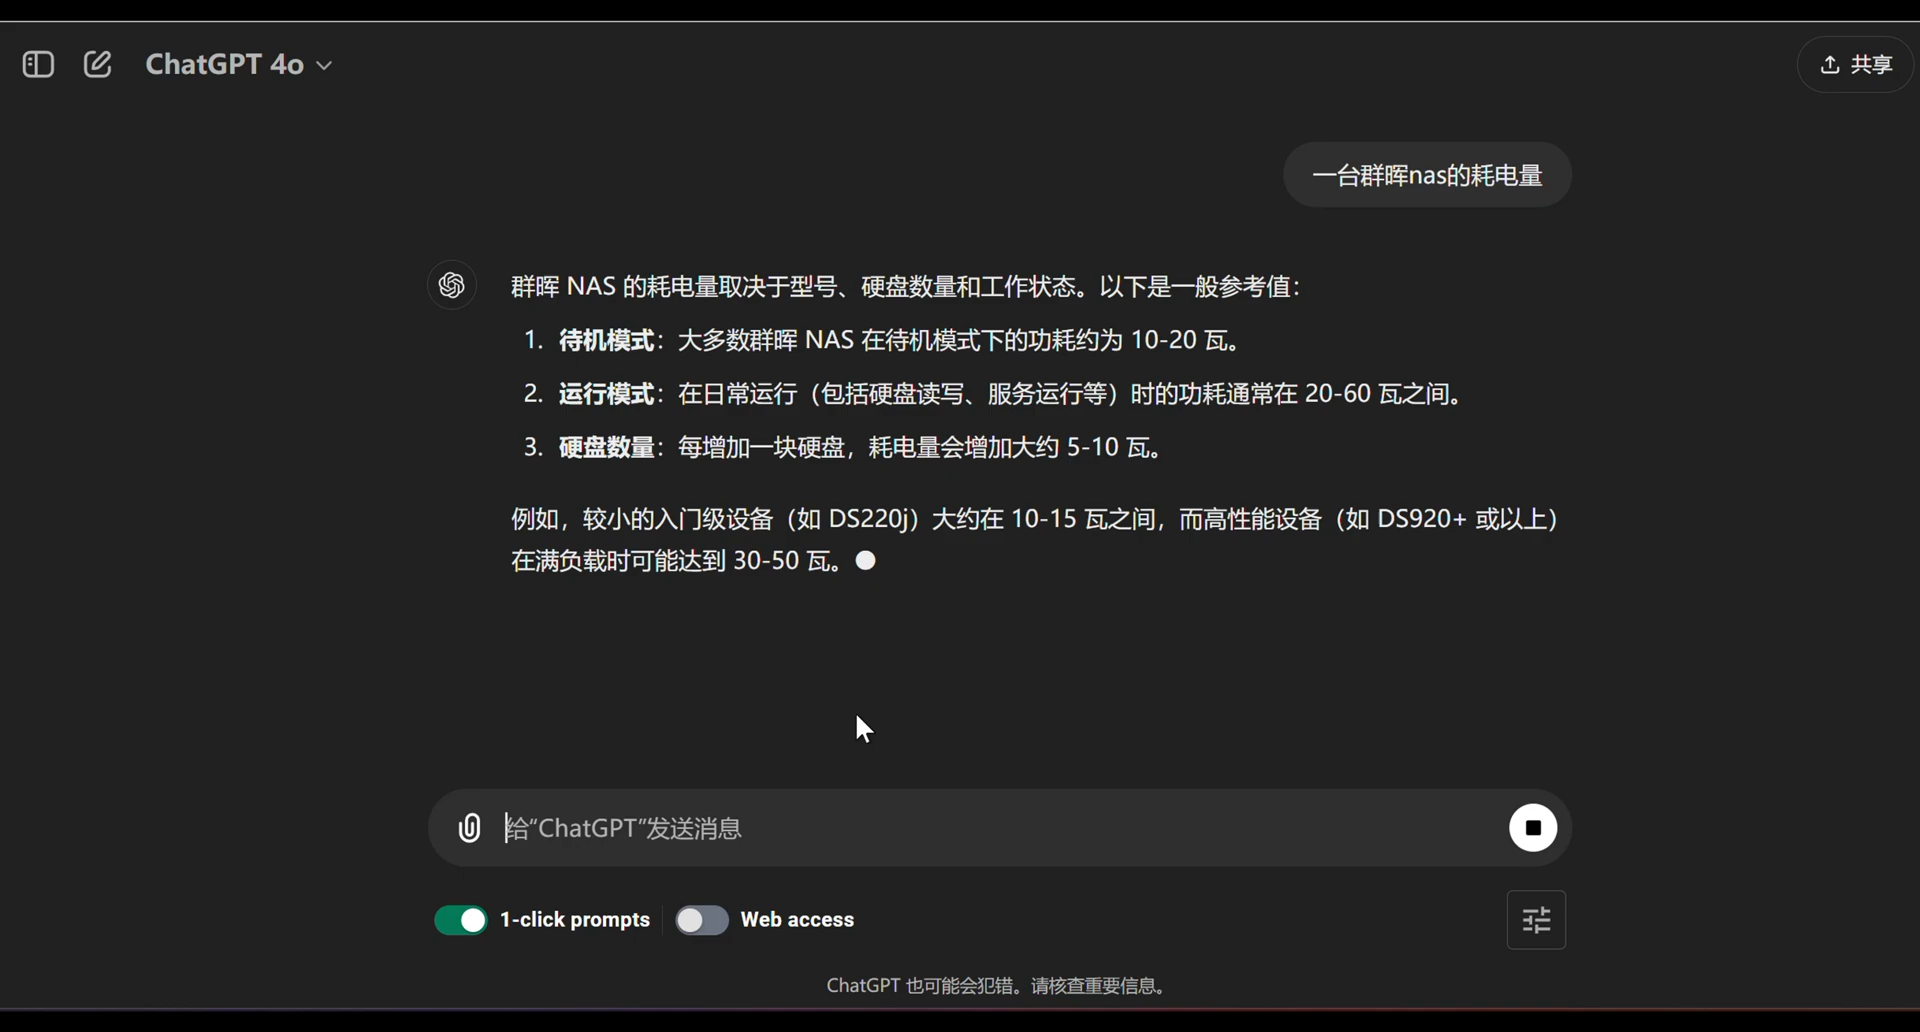 ChatGPT 4o
共享
一台群晖nas的耗电量
群晖 NAS 的耗电量取决于型号、硬盘数量和工作状态。以下是一般参考值：
1. 待机模式：大多数群晖 NAS 在待机模式下的功耗约为 10-20 瓦。
2. 运行模式：在日常运行（包括硬盘读写、服务运行等）时的功耗通常在 20-60 瓦之间。
3. 硬盘数量：每增加一块硬盘，耗电量会增加大约 5-10 瓦。
例如，较小的入门级设备（如 DS220j）大约在 10-15 瓦之间，而高性能设备（如 DS920+ 或以上）
在满负载时可能达到 30-50 瓦。
给“ChatGPT”发送消息
1-click prompts
Web access
ChatGPT 也可能会犯错。请核查重要信息。